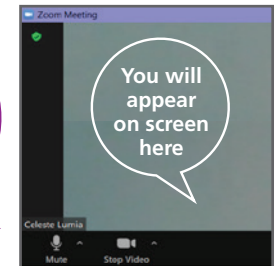 Zoom Meeting
You will
appear
on screen
here
Celeste Lumia
Mute
Stop Video